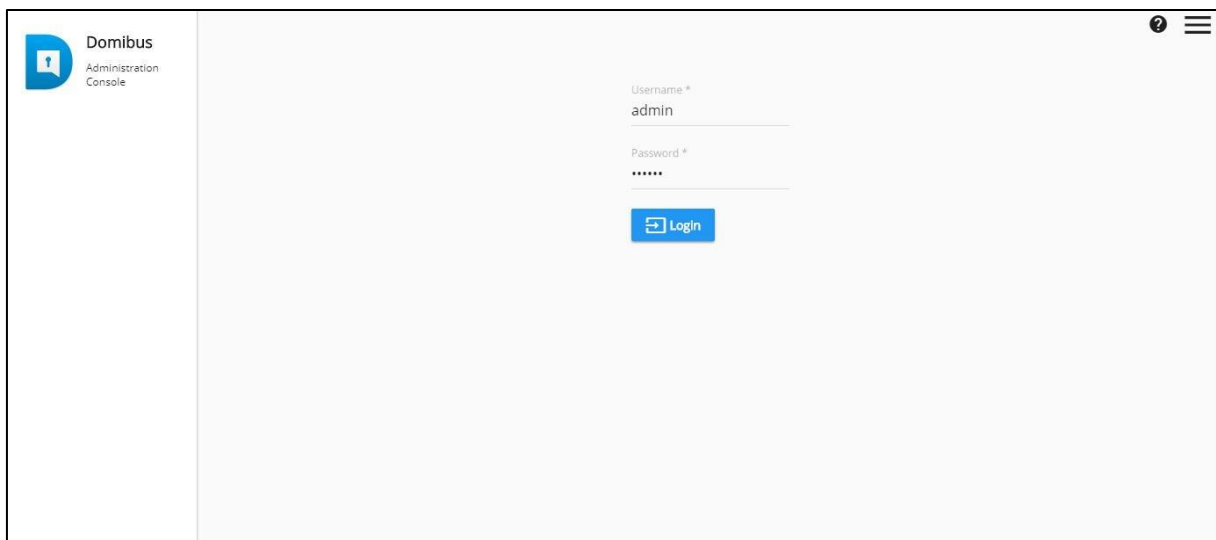 Domibus
Administration
Console
Username *
admin
Password *
••••••
Login